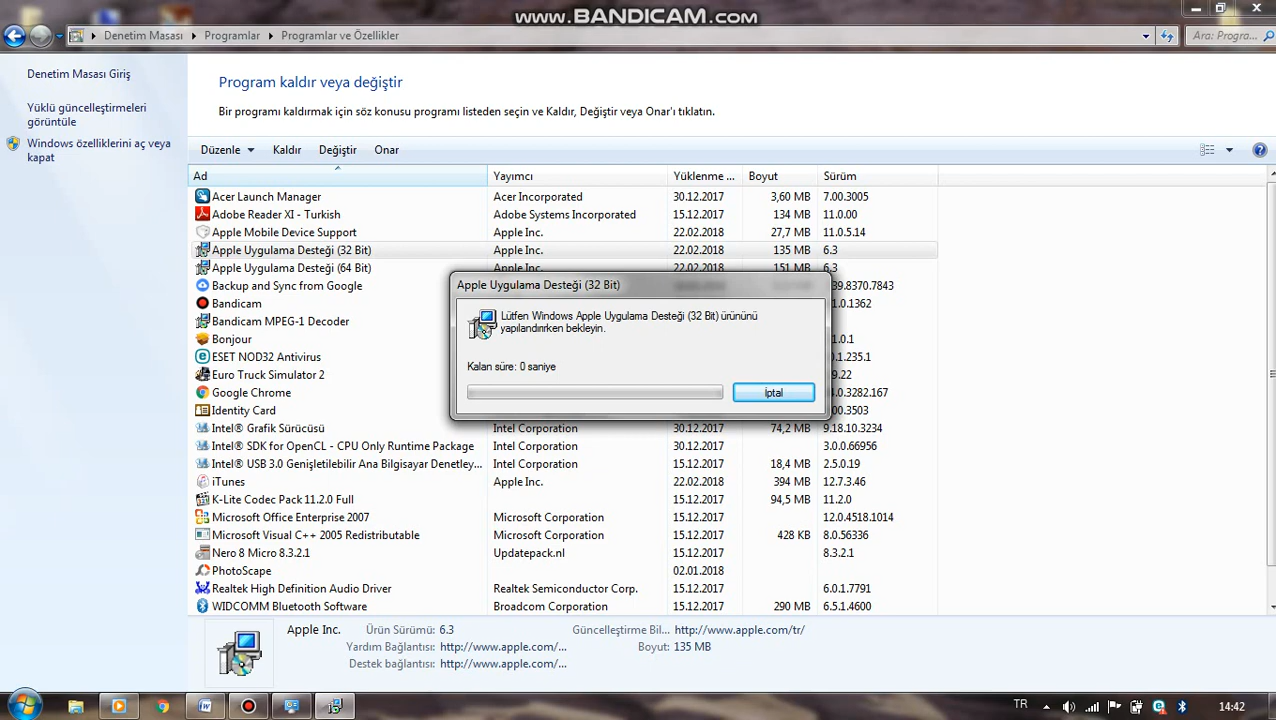 www.BANDICAM.com
Denetim Masası Programlar Programlar ve Özellikler Ara: Progra...
Denetim Masası Giriş
Yüklü güncelleştirmeleri
görüntüle
Windows özelliklerini aç veya
kapat
Program kaldır veya değiştir
Bir programı kaldırmak için söz konusu programı listeden seçin ve Kaldır, Değiştir veya Onar'ı tıklatın.
Düzenle Kaldır Değiştir Onar
Ad Yayımcı Yüklenme ... Boyut Sürüm
Acer Launch Manager Acer Incorporated 30.12.2017 3,60 MB 7.00.3005
Adobe Reader XI - Turkish Adobe Systems Incorporated 15.12.2017 134 MB 11.0.00
Apple Mobile Device Support Apple Inc. 22.02.2018 27,7 MB 11.0.5.14
Apple Uygulama Desteği (32 Bit) Apple Inc. 22.02.2018 135 MB 6.3
Apple Uygulama Desteği (64 Bit) Apple Inc. 22.02.2018 151 MB 6.3
Backup and Sync from Google 39.8370.7843
Bandicam .1.0.1362
Bandicam MPEG-1 Decoder
Bonjour .0.12
ESET NOD32 Antivirus .1.235.1
Euro Truck Simulator 2 .22
Google Chrome .0.3282.167
Identity Card .00.3503
Intel® Grafik Sürücüsü Intel Corporation 30.12.2017 74,2 MB 9.18.10.3234
Intel® SDK for OpenCL - CPU Only Runtime Package Intel Corporation 30.12.2017 3.0.0.66956
Intel® USB 3.0 Genişletilebilir Ana Bilgisayar Denetley... Intel Corporation 15.12.2017 18,4 MB 2.5.0.19
iTunes Apple Inc. 22.02.2018 394 MB 12.7.3.46
K-Lite Codec Pack 11.2.0 Full 15.12.2017 94,5 MB 11.2.0
Microsoft Office Enterprise 2007 Microsoft Corporation 15.12.2017 12.0.4518.1014
Microsoft Visual C++ 2005 Redistributable Microsoft Corporation 15.12.2017 428 KB 8.0.56336
Nero 8 Micro 8.3.2.1 Updatepack.nl 15.12.2017 8.3.2.1
PhotoScape 02.01.2018
Realtek High Definition Audio Driver Realtek Semiconductor Corp. 15.12.2017 6.0.1.7791
WIDCOMM Bluetooth Software Broadcom Corporation 15.12.2017 290 MB 6.5.1.4600
Apple Uygulama Desteği (32 Bit)
Lütfen Windows Apple Uygulama Desteği (32 Bit) ürününü
yapılandırırken bekleyin.
Kalan süre: 0 saniye
İptal
Apple Inc. Ürün Sürümü: 6.3 Güncelleştirme Bil... http://www.apple.com/tr/
Yardım Bağlantısı: http://www.apple.com/... Boyut: 135 MB
Destek bağlantısı: http://www.apple.com/...
TR 14:42